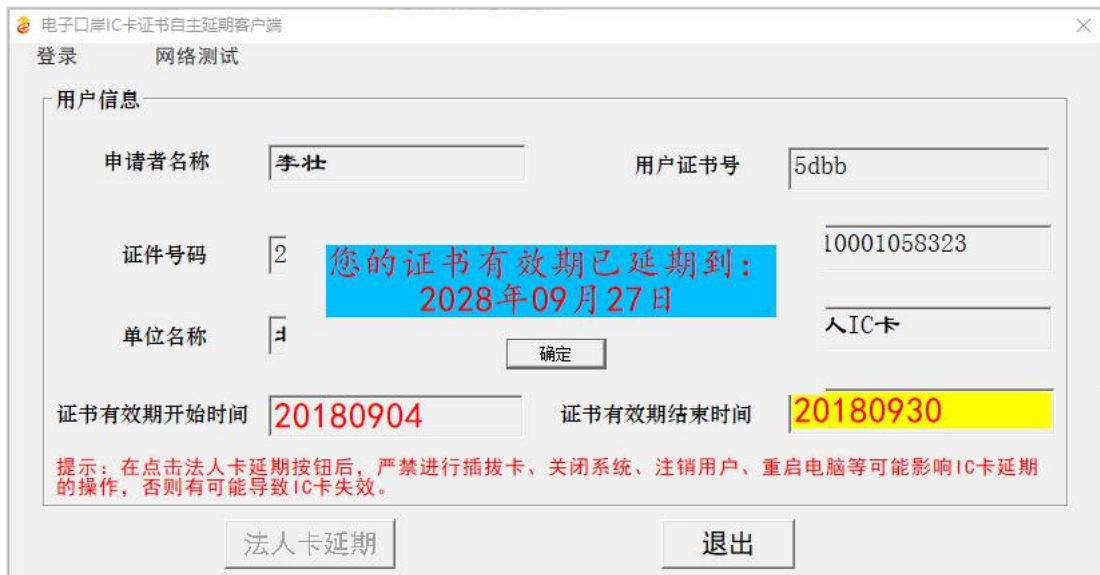 电子口岸IC卡证书自主延期客户端
登录 网络测试
用户信息
申请者名称 李壮 用户证书号 5dbb
证件号码 2 10001058323
您的证书有效期已延期到：
2028年09月27日
单位名称 人IC卡
确定
证书有效期开始时间 20180904 证书有效期结束时间 20180930
提示：在点击法人卡延期按钮后，严禁进行插拔卡、关闭系统、注销用户、重启电脑等可能影响IC卡延期
的操作，否则有可能导致IC卡失效。
法人卡延期 退出